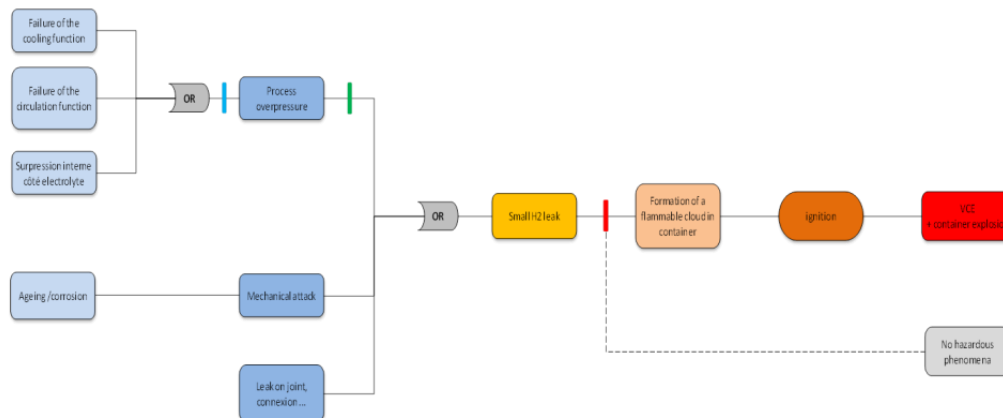 Failure of the
cooling function
Failure of the
circulation function
Surpression interne
côté electrolyte
OR
Process
overpressure
Ageing /corrosion
Mechanical attack
Leak on joint,
connexion ...
OR
Small H2 leak
Formation of a
flammable cloud in
container
ignition
VCE
+ container explosio
No hazardous
phenomena